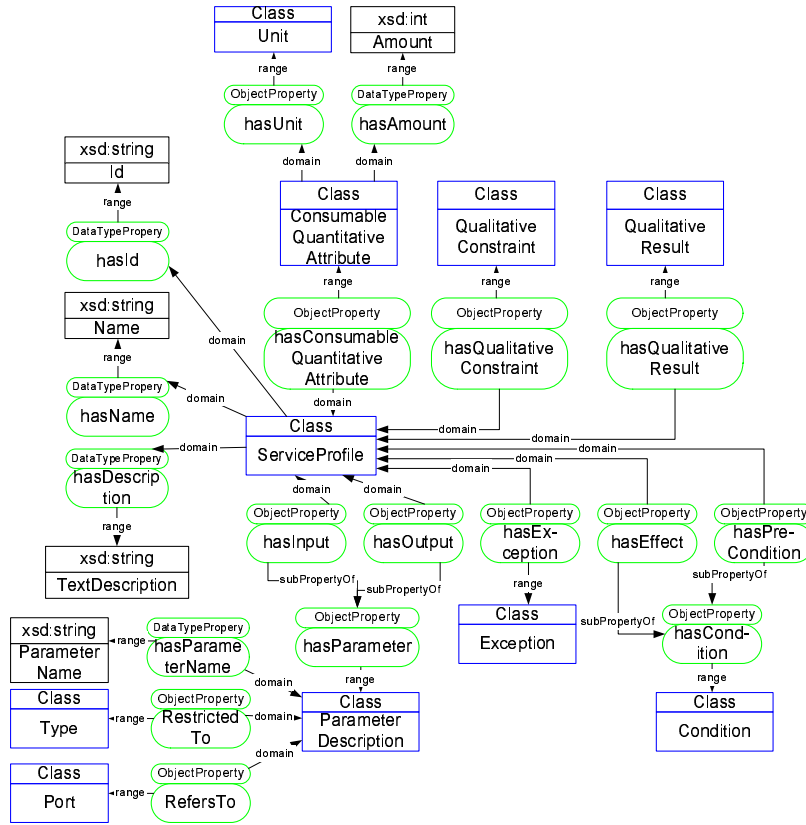 Class
Unit
xsd:int
Amount
range
range
ObjectProperty
hasUnit
DataTypePropery
hasAmount
domain
domain
xsd:string
Id
range
DataTypePropery
hasId
Class
Consumable
Quantitative
Attribute
Class
Qualitative
Constraint
Class
Qualitative
Result
range
range
range
xsd:string
Name
range
DataTypePropery
hasName
domain
domain
ObjectProperty
hasConsumable
Quantitative
Attribute
ObjectProperty
hasQualitative
Constraint
ObjectProperty
hasQualitative
Result
domain
Class
ServiceProfile
domain
domain
domain
domain
domain
domain
DataTypePropery
hasDescrip
tion
range
xsd:string
TextDescription
domain
domain
ObjectProperty
hasInput
ObjectProperty
hasOutput
ObjectProperty
hasEx-
ception
ObjectProperty
hasEffect
ObjectProperty
hasPre-
Condition
subPropertyOf
subPropertyOf
range
subPropertyOf
subPropertyOf
ObjectProperty
hasParameter
range
Class
Exception
ObjectProperty
hasCond-
ition
range
Class
Condition
xsd:string
Parameter
Name
range
DataTypePropery
hasParame
terName
domain
Class
Type
range
ObjectProperty
Restricted
To
domain
Class
Parameter
Description
Class
Port
range
ObjectProperty
RefersTo
domain